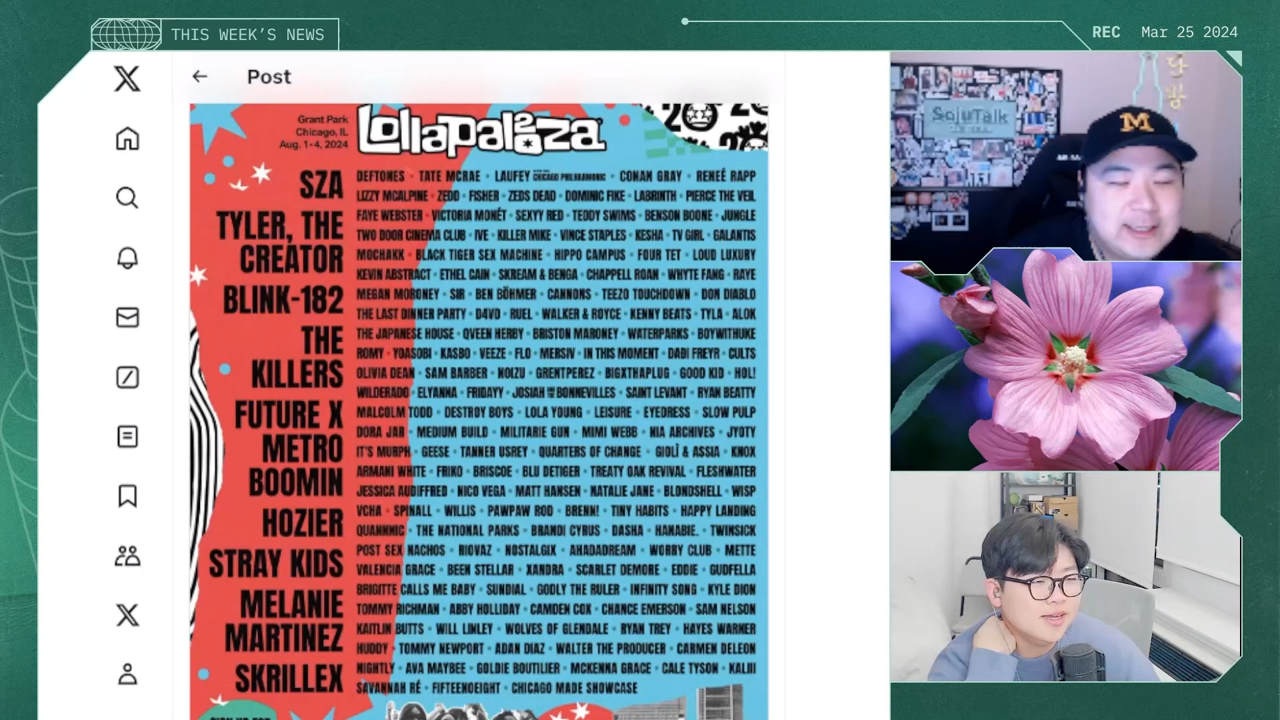 THIS WEEK'S NEWS
REC Mar 25 2024
Post
Grant Park
Chicago, IL
Aug. 1-4, 2024
Lollapalooza
SZA
TYLER, THE
CREATOR
BLINK-182
THE
KILLERS
FUTURE X
METRO
BOOMIN
HOZIER
STRAY KIDS
MELANIE
MARTINEZ
SKRILLEX
DEFTONES • TATE MCRAE • LAUFEY CHICAGO PHILHARMONIC • CONAN GRAY • RENEÉ RAPP
LIZZY MCALPINE • ZEDD • FISHER • ZEDS DEAD • DOMINIC FIKE • LABRINTH • PIERCE THE VEIL
FAYE WEBSTER • VICTORIA MONÉT • SEXYY RED • TEDDY SWIMS • BENSON BOONE • JUNGLE
TWO DOOR CINEMA CLUB • IVE • KILLER MIKE • VINCE STAPLES • KESHA • TV GIRL • GALANTIS
MOCHAKK • BLACK TIGER SEX MACHINE • HIPPO CAMPUS • FOUR TET • LOUD LUXURY
KEVIN ABSTRACT • ETHEL CAIN • SKREAM & BENGA • CHAPPELL ROAN • WHYTE FANG • RAYE
MEGAN MORONEY • SIR • BEN BÖHMER • CANNONS • TEEZO TOUCHDOWN • DON DIABLO
THE LAST DINNER PARTY • D4VD • RUEL • WALKER & ROYCE • KENNY BEATS • TYLA • ALOK
THE JAPANESE HOUSE • QVEEN HERBY • BRISTON MARONEY • WATERPARKS • BOYWITHUKE
ROMY • YOASOBI • KASBO • VEEZE • FLO • MERSIV • IN THIS MOMENT • DABI FREYR • CULTS
OLIVIA DEAN • SAM BARBER • NOIZU • GRENTPEREZ • BIGXTHAPLUG • GOOD KID • HOL!
WILDERADO • ELYANNA • FRIDAYY • JOSIAH AND THE BONNEVILLES • SAINT LEVANT • RYAN BEATTY
MALCOLM TODD • DESTROY BOYS • LOLA YOUNG • LEISURE • EYEDRESS • SLOW PULP
DORA JAR • MEDIUM BUILD • MILITARIE GUN • MIMI WEBB • NIA ARCHIVES • JYOTY
IT'S MURPH • GEESE • TANNER USREY • QUARTERS OF CHANGE • GIOLÌ & ASSIA • KNOX
ARMANI WHITE • FRIKO • BRISCOE • BLU DETIGER • TREATY OAK REVIVAL • FLESHWATER
JESSICA AUDIFFRED • NICO VEGA • MATT HANSEN • NATALIE JANE • BLONDSHELL • WISP
VCHA • SPINALL • WILLIS • PAWPAW ROD • BRENN! • TINY HABITS • HAPPY LANDING
QUANNNIC • THE NATIONAL PARKS • BRANDI CYRUS • DASHA • HANABIE. • TWINSICK
POST SEX NACHOS • RIOVAZ • NOSTALGIX • AHADADREAM • WORRY CLUB • METTE
VALENCIA GRACE • BEEN STELLAR • XANDRA • SCARLET DEMORE • EDDIE • GUDFELLA
BRIGITTE CALLS ME BABY • SUNDIAL • GODLY THE RULER • INFINITY SONG • KYLE DION
TOMMY RICHMAN • ABBY HOLLIDAY • CAMDEN COX • CHANCE EMERSON • SAM NELSON
KAITLIN BUTTS • WILL LINLEY • WOLVES OF GLENDALE • RYAN TREY • HAYES WARNER
HUDDY • TOMMY NEWPORT • ADAN DIAZ • WALTER THE PRODUCER • CARMEN DELEON
NIGHTLY • AVA MAYBEE • GOLDIE BOUTILIER • MCKENNA GRACE • CALE TYSON • KALIII
SAVANNAH RÉ • FIFTEENOEIGHT • CHICAGO MADE SHOWCASE
SojuTalk
M